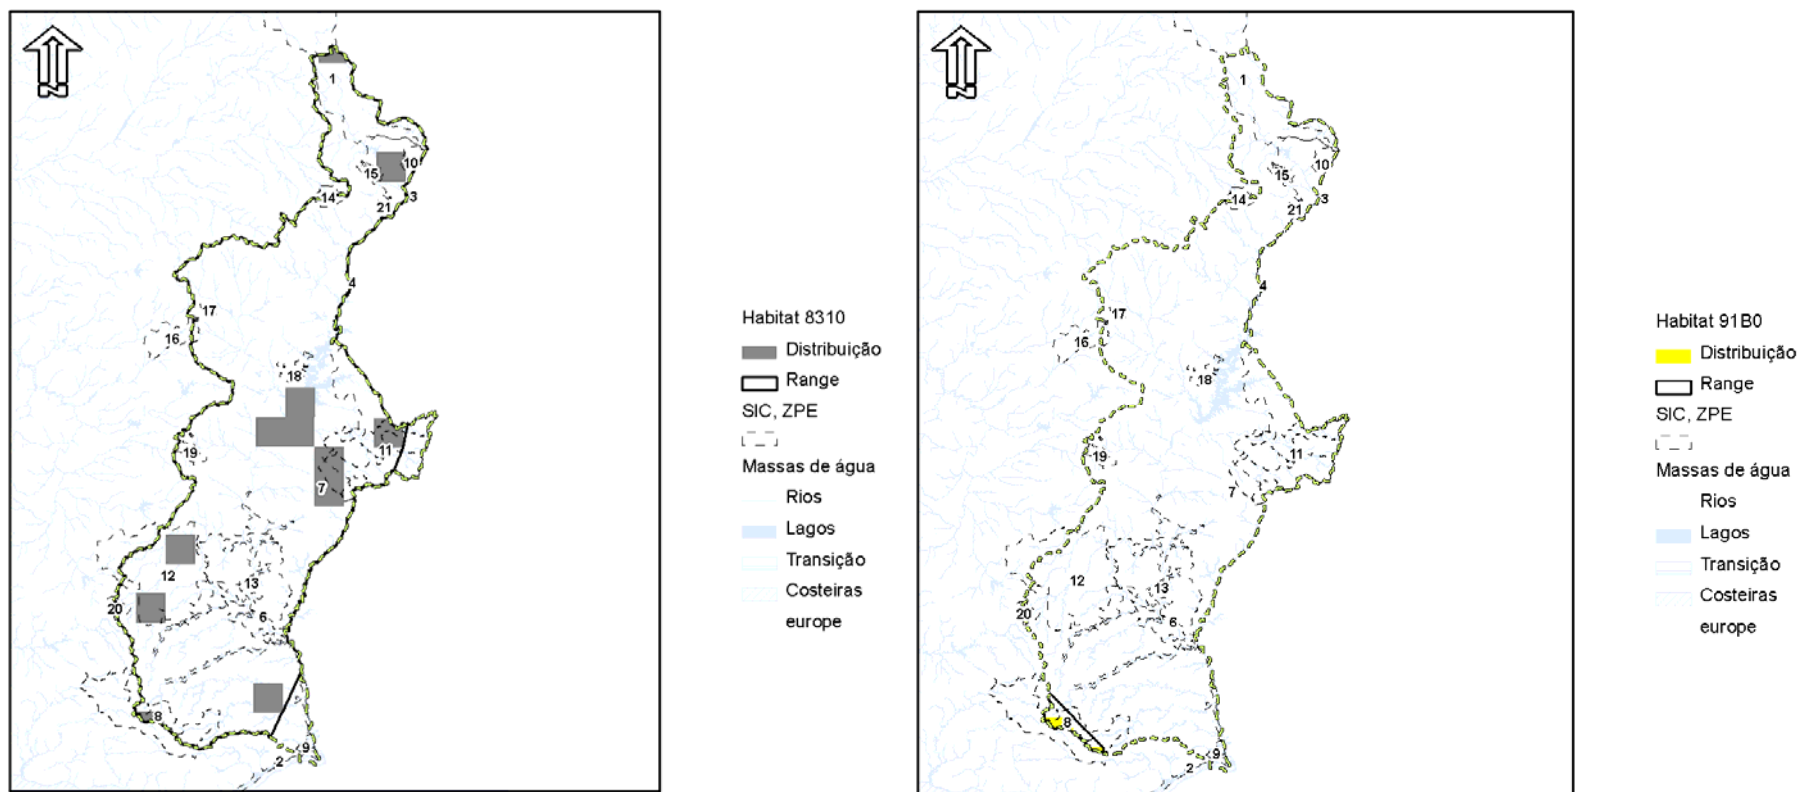 N
1
10
15
14
3
21
4
17
16
18
11
19
7
12
13
20
6
8
9
2
Habitat 8310
Distribuição
Range
SIC, ZPE
Massas de água
Rios
Lagos
Transição
Costeiras
europe
N
1
10
15
14
3
21
4
17
16
18
11
19
7
12
13
20
6
8
9
2
Habitat 91B0
Distribuição
Range
SIC, ZPE
Massas de água
Rios
Lagos
Transição
Costeiras
europe